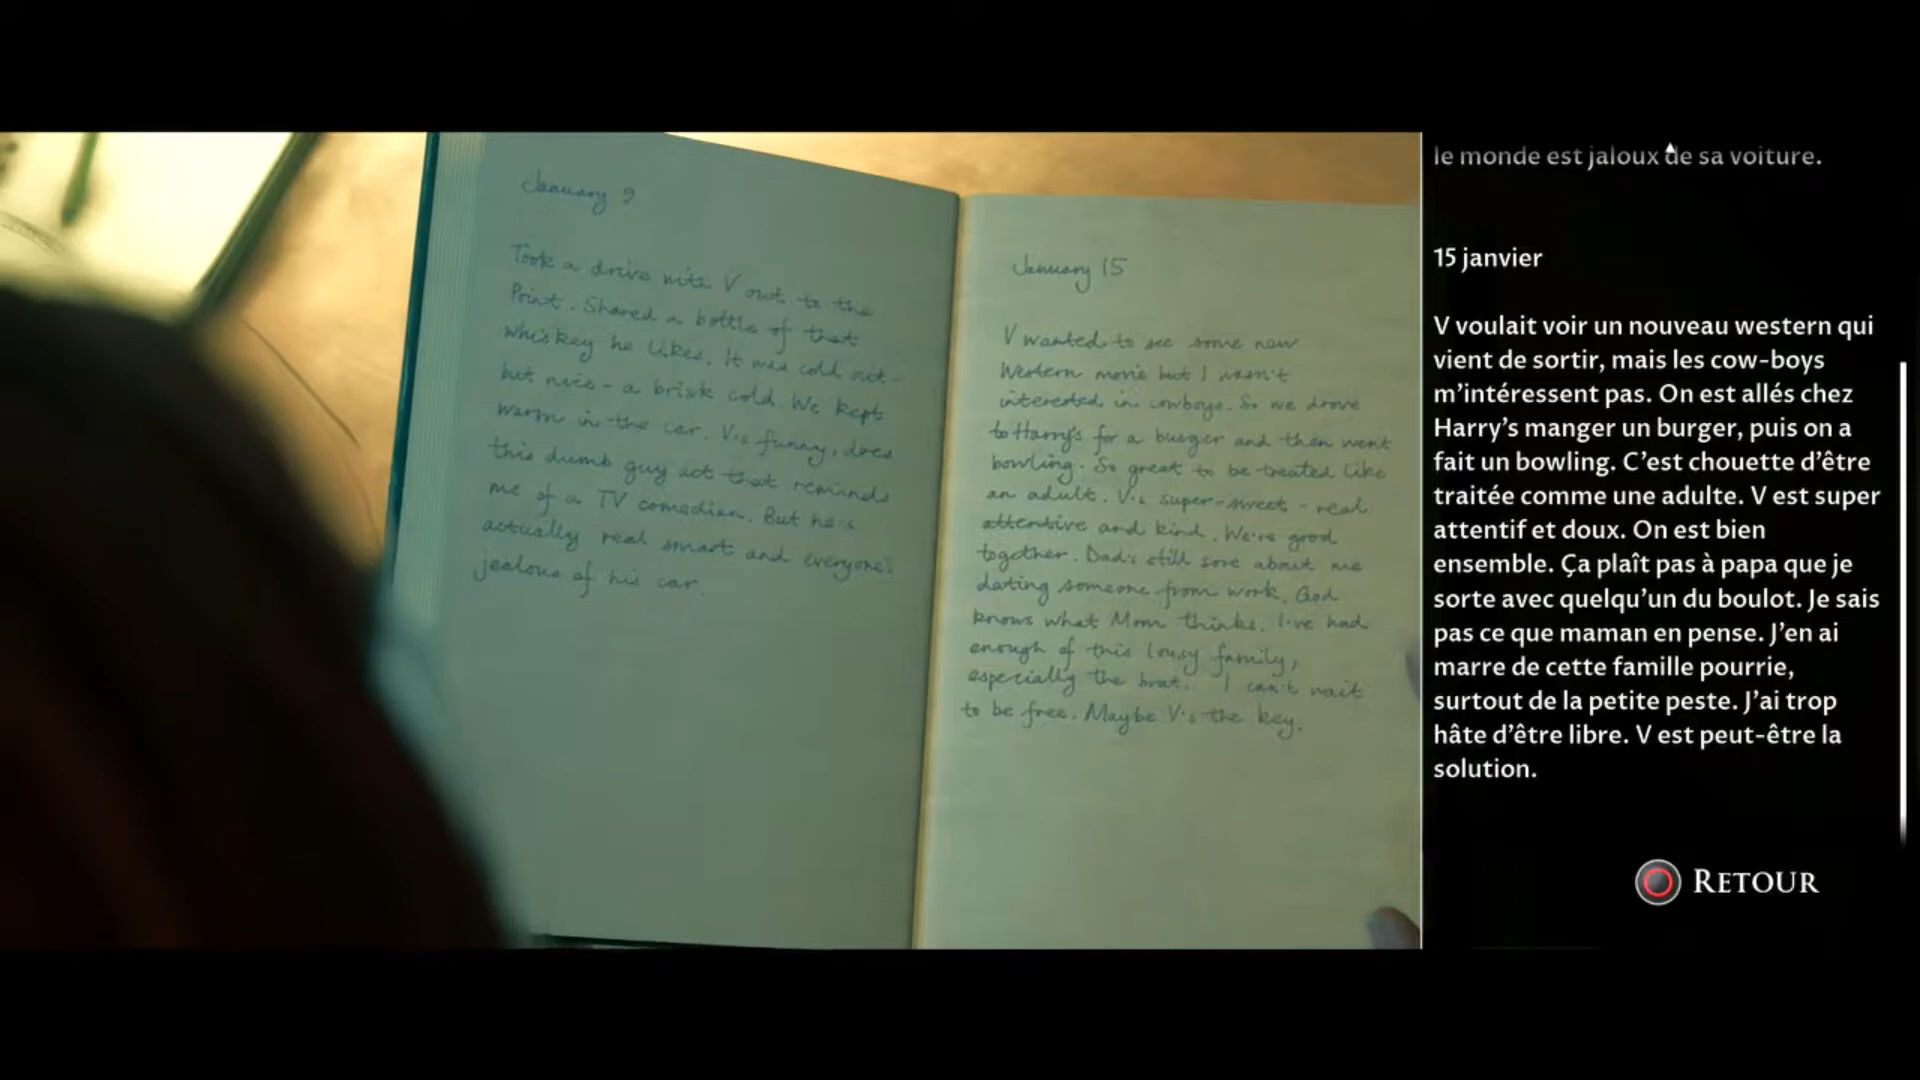 January 9
Took a drive with V out to the
Point. Shared a bottle of that
whiskey he likes. It was cold out -
but nice - a brisk cold. We kept
warm in the car. V's funny, does
this dumb guy act that reminds
me of a TV comedian. But he's
actually real smart and everyone's
jealous of his car.
January 15
V wanted to see some new
Western movie but I wasn't
interested in cowboys. So we drove
to Harry's for a burger and then went
bowling. So great to be treated like
an adult. V's super-sweet - real
attentive and kind. We're good
together. Dad's still sore about me
dating someone from work. God
knows what Mom thinks. I've had
enough of this lousy family,
especially the brat. I can't wait
to be free. Maybe V's the key.
le monde est jaloux de sa voiture.
15 janvier
V voulait voir un nouveau western qui
vient de sortir, mais les cow-boys
m'intéressent pas. On est allés chez
Harry's manger un burger, puis on a
fait un bowling. C'est chouette d'être
traitée comme une adulte. V est super
attentif et doux. On est bien
ensemble. Ça plaît pas à papa que je
sorte avec quelqu'un du boulot. Je sais
pas ce que maman en pense. J'en ai
marre de cette famille pourrie,
surtout de la petite peste. J'ai trop
hâte d'être libre. V est peut-être la
solution.
RETOUR